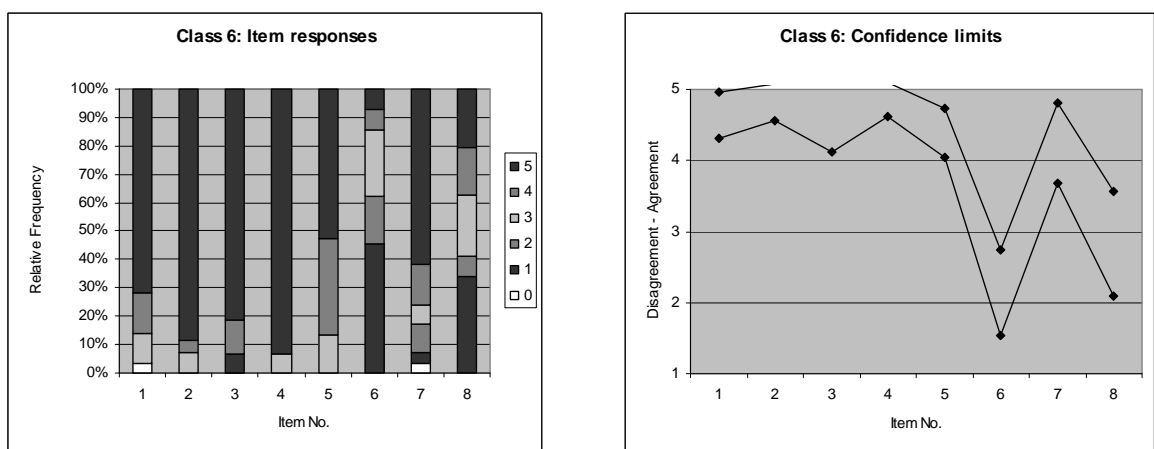 Class 6: Item responses
Relative Frequency
100%
90%
80%
70%
60%
50%
40%
30%
20%
10%
0%
1 2 3 4 5 6 7 8
Item No.
5
4
3
2
1
0
Class 6: Confidence limits
Disagreement - Agreement
5
4
3
2
1
1 2 3 4 5 6 7 8
Item No.